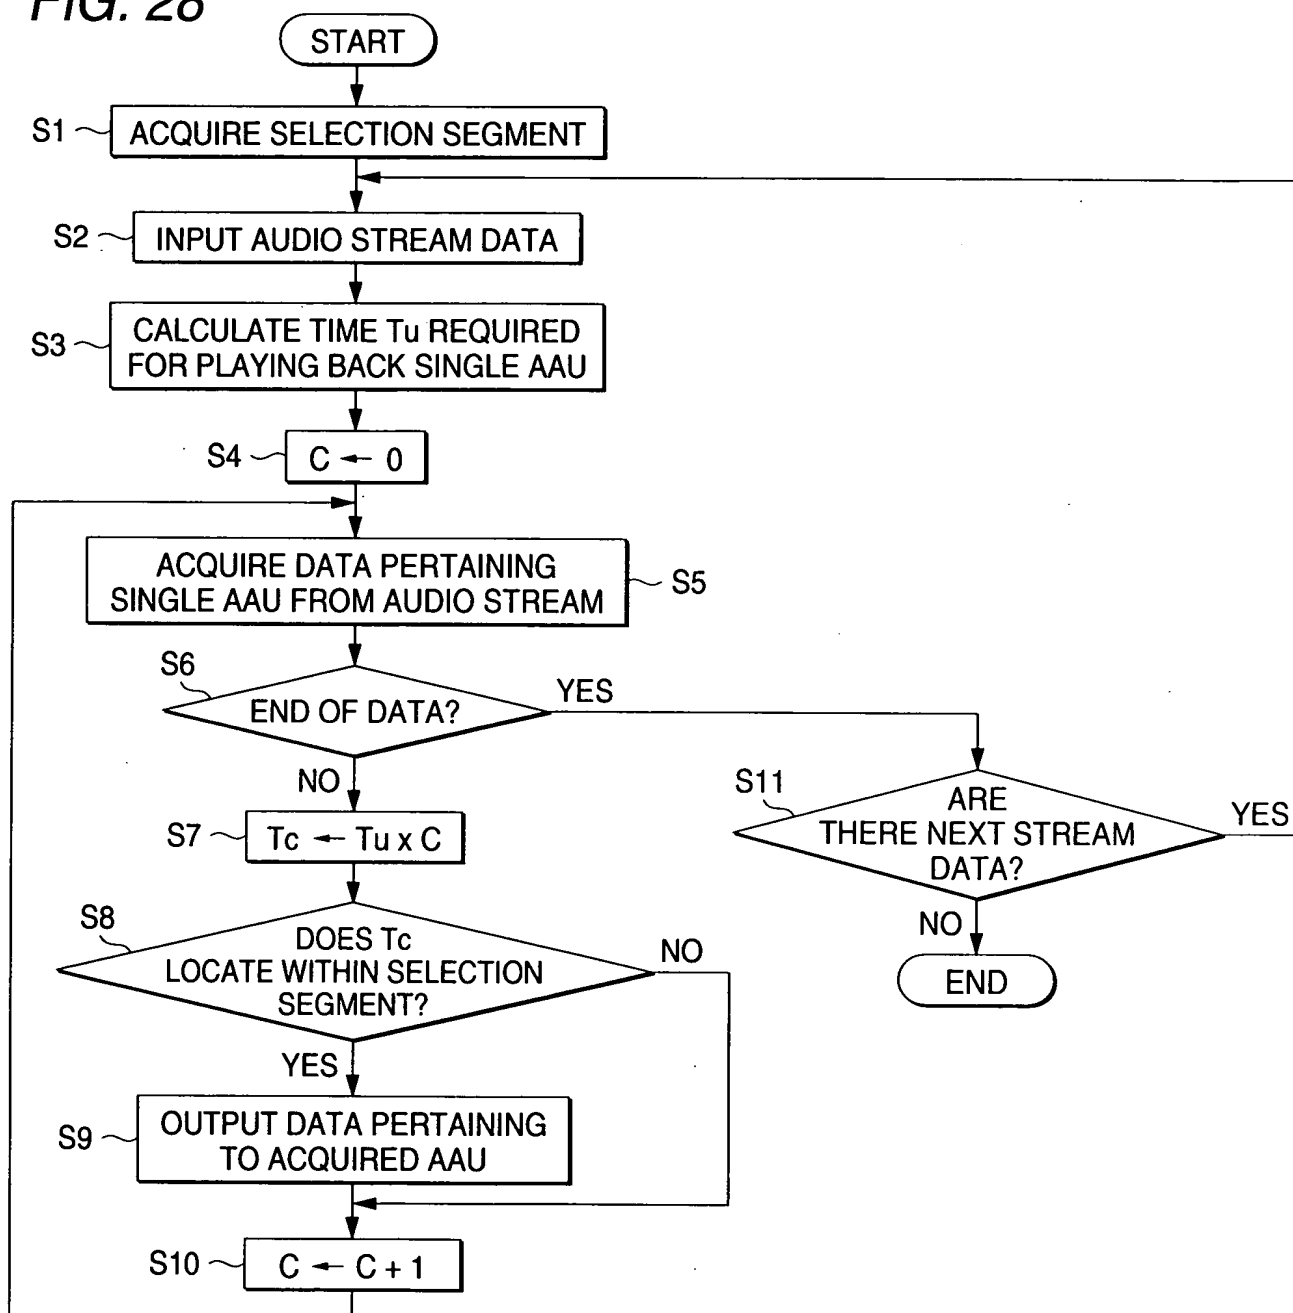 FIG. 28
START
S1
ACQUIRE SELECTION SEGMENT
S2
INPUT AUDIO STREAM DATA
S3
CALCULATE TIME Tu REQUIRED
FOR PLAYING BACK SINGLE AAU
S4
C ← 0
ACQUIRE DATA PERTAINING
SINGLE AAU FROM AUDIO STREAM
S5
S6
END OF DATA?
YES
NO
S7
Tc ← Tu x C
S11
ARE
THERE NEXT STREAM
DATA?
YES
NO
END
S8
DOES Tc
LOCATE WITHIN SELECTION
SEGMENT?
NO
YES
S9
OUTPUT DATA PERTAINING
TO ACQUIRED AAU
S10
C ← C + 1